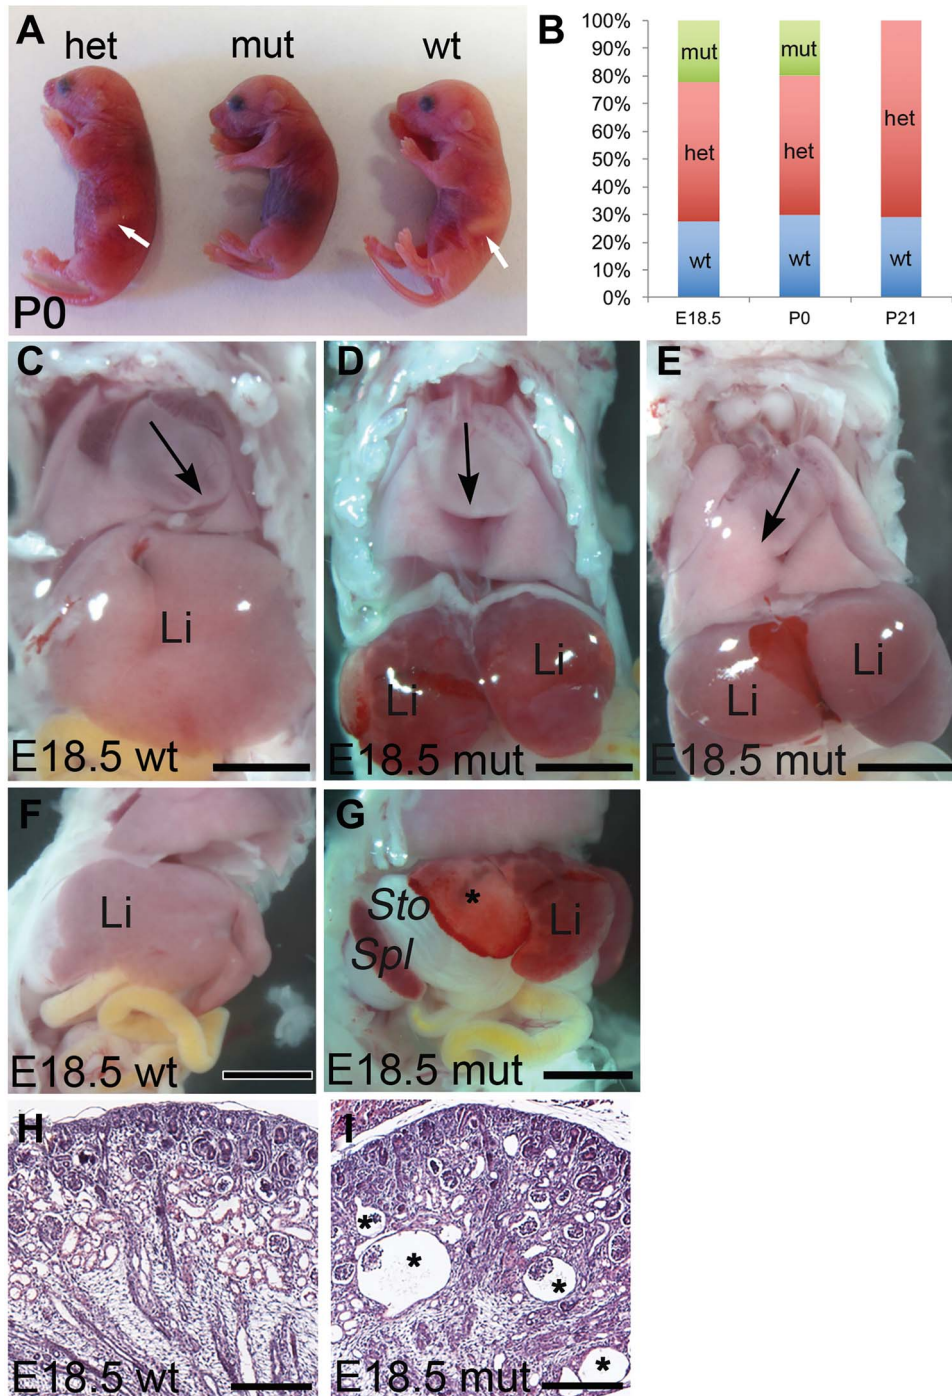 A
het
mut
wt
P0
B
100%
90%
80%
70%
60%
50%
40%
30%
20%
10%
0%
mut
mut
het
het
het
wt
wt
wt
E18.5
P0
P21
C
Li
E18.5 wt
D
Li
Li
E18.5 mut
E
Li
Li
E18.5 mut
F
Li
E18.5 wt
G
Sto
Spl
*
Li
E18.5 mut
H
E18.5 wt
I
*
*
*
*
E18.5 mut